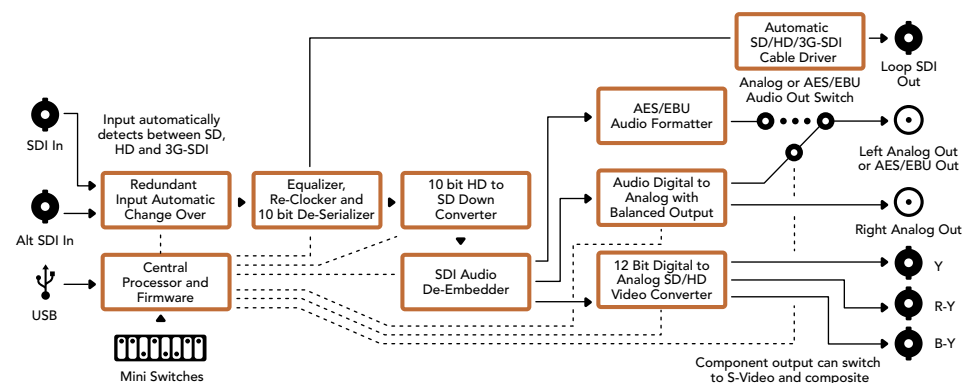 Automatic
SD/HD/3G-SDI
Cable Driver
Loop SDI
Out
Analog or AES/EBU
Audio Out Switch
AES/EBU
Audio Formatter
SDI In
Input automatically
detects between SD,
HD and 3G-SDI
Left Analog Out
or AES/EBU Out
Redundant
Input Automatic
Change Over
Equalizer,
Re-Clocker and
10 bit De-Serializer
10 bit HD to
SD Down
Converter
Audio Digital to
Analog with
Balanced Output
Alt SDI In
Right Analog Out
Central
Processor and
Firmware
SDI Audio
De-Embedder
12 Bit Digital to
Analog SD/HD
Video Converter
Y
USB
R-Y
B-Y
Mini Switches
Component output can switch
to S-Video and composite